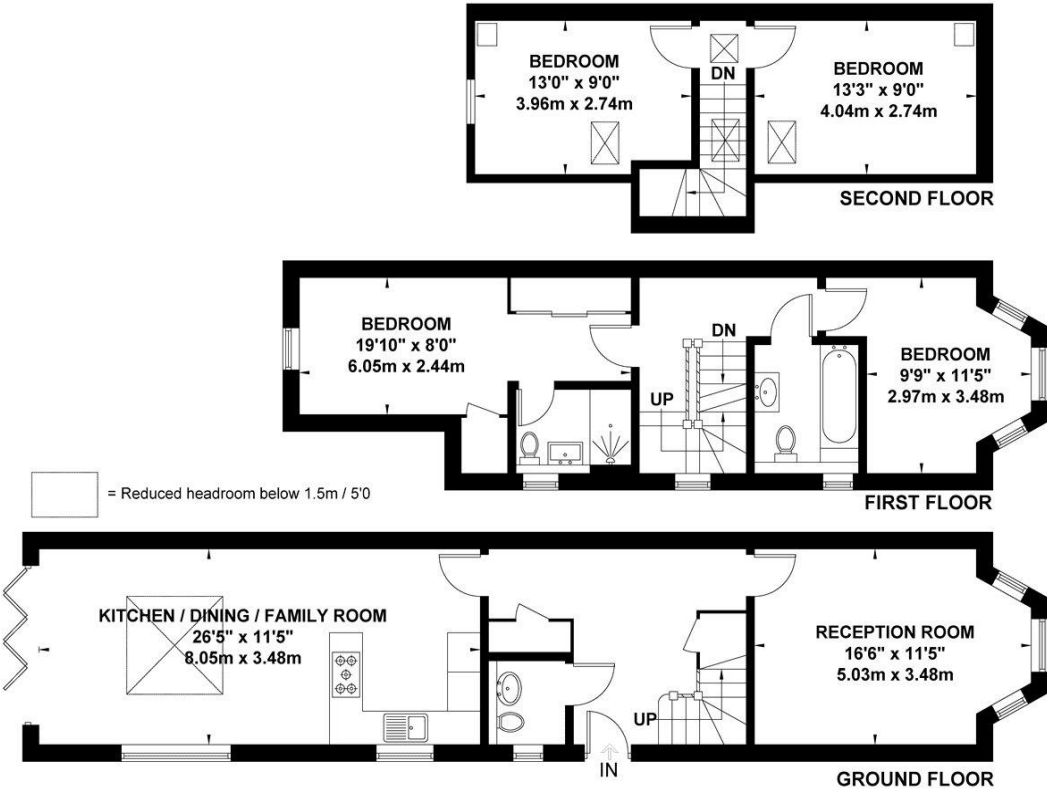 BEDROOM
13'0" x 9'0"
3.96m x 2.74m
DN
BEDROOM
13'3" x 9'0"
4.04m x 2.74m
SECOND FLOOR
BEDROOM
19'10" x 8'0"
6.05m x 2.44m
DN
UP
BEDROOM
9'9" x 11'5"
2.97m x 3.48m
FIRST FLOOR
= Reduced headroom below 1.5m / 5'0
KITCHEN / DINING / FAMILY ROOM
26'5" x 11'5"
8.05m x 3.48m
UP
IN
RECEPTION ROOM
16'6" x 11'5"
5.03m x 3.48m
GROUND FLOOR